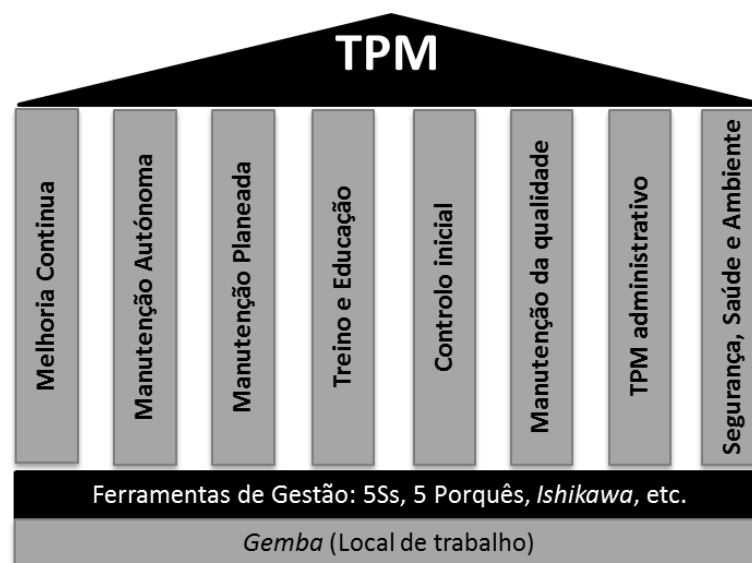 TPM
Melhoria Continua
Manutenção Autónoma
Manutenção Planeada
Treino e Educação
Controlo inicial
Manutenção da qualidade
TPM administrativo
Segurança, Saúde e Ambiente
Ferramentas de Gestão: 5Ss, 5 Porquês, Ishikawa, etc.
Gemba (Local de trabalho)